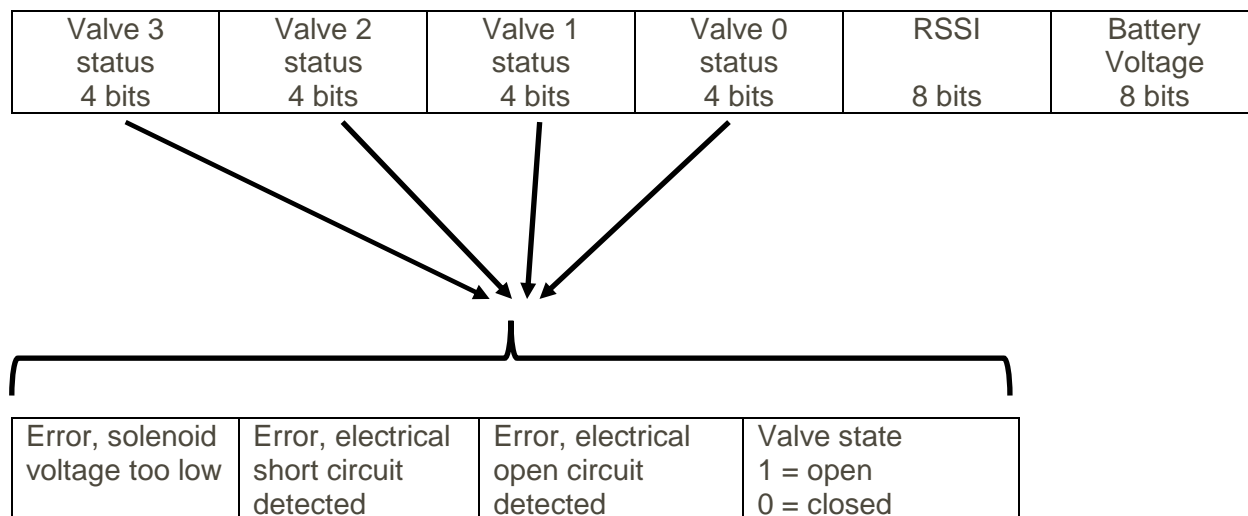 Valve 3
status
4 bits
Valve 2
status
4 bits
Valve 1
status
4 bits
Valve 0
status
4 bits
RSSI
8 bits
Battery
Voltage
8 bits
Error, solenoid
voltage too low
Error, electrical
short circuit
detected
Error, electrical
open circuit
detected
Valve state
1 = open
0 = closed